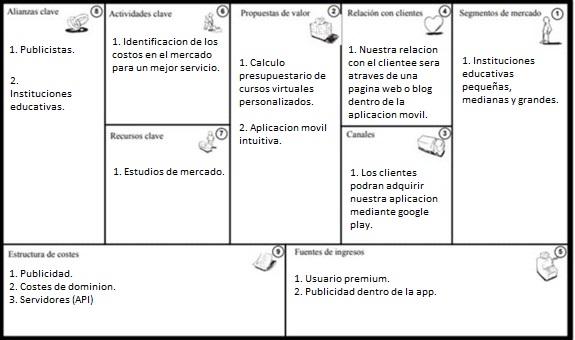 Alianzas clave
8
1. Publicistas.
2.
Instituciones
educativas.
Actividades clave
6
1. Identificacion de los
costos en el mercado
para un mejor servicio.
Recursos clave
7
1. Estudios de mercado.
Propuestas de valor
2
1. Calculo
presupuestario de
cursos virtuales
personalizados.
2. Aplicacion movil
intuitiva.
Relación con clientes
4
1. Nuestra relacion
con el clientee sera
atraves de una
pagina web o blog
dentro de la
aplicacion movil.
Canales
3
1. Los clientes
podran adquirir
nuestra aplicacion
mediante google
play.
Segmentos de mercado
1
1. Instituciones
educativas
pequeñas,
medianas y grandes.
Estructura de costes
9
1. Publicidad.
2. Costes de dominion.
3. Servidores (API)
Fuentes de ingresos
5
1. Usuario premium.
2. Publicidad dentro de la app.